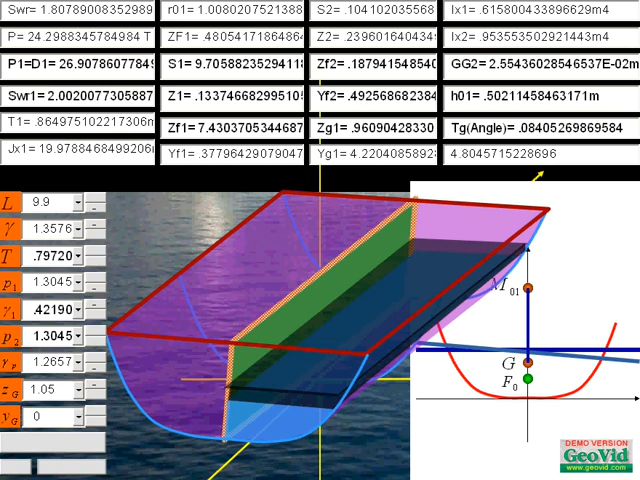 Swr= 1.80789008352989
r01= 1.0080207521388
S2= .104102035568
Ix1= .615800433896629m4
P= 24.2988345784984 T
ZF1= .48054171864864
Z2= .239601640434
Ix2= .953553502921443m4
P1=D1= 26.90786077849
S1= 9.70588235294118
Zf2= .187941548540
GG2= 2.55436028546537E-02m
Swr1= 2.0020077305887
Z1= .133746682995105
Yf2= .492568682384
h01= .50211458463171m
T1= .864975102217306m
Zf1= 7.4303705344687
Zg1= .96090428330
Tg(Angle)= .08405269869584
Jx1= 19.9788468499206
Yf1= .37796429079047
Yg1= 4.22040858928
4.8045715228696
L 9.9
γ 1.3576
T .79720
p1 1.3045
γ1 .42190
p2 1.3045
γP 1.2657
zG 1.05
yG 0
M01
G
F0
DEMO VERSION
GeoVid
www.geovid.com